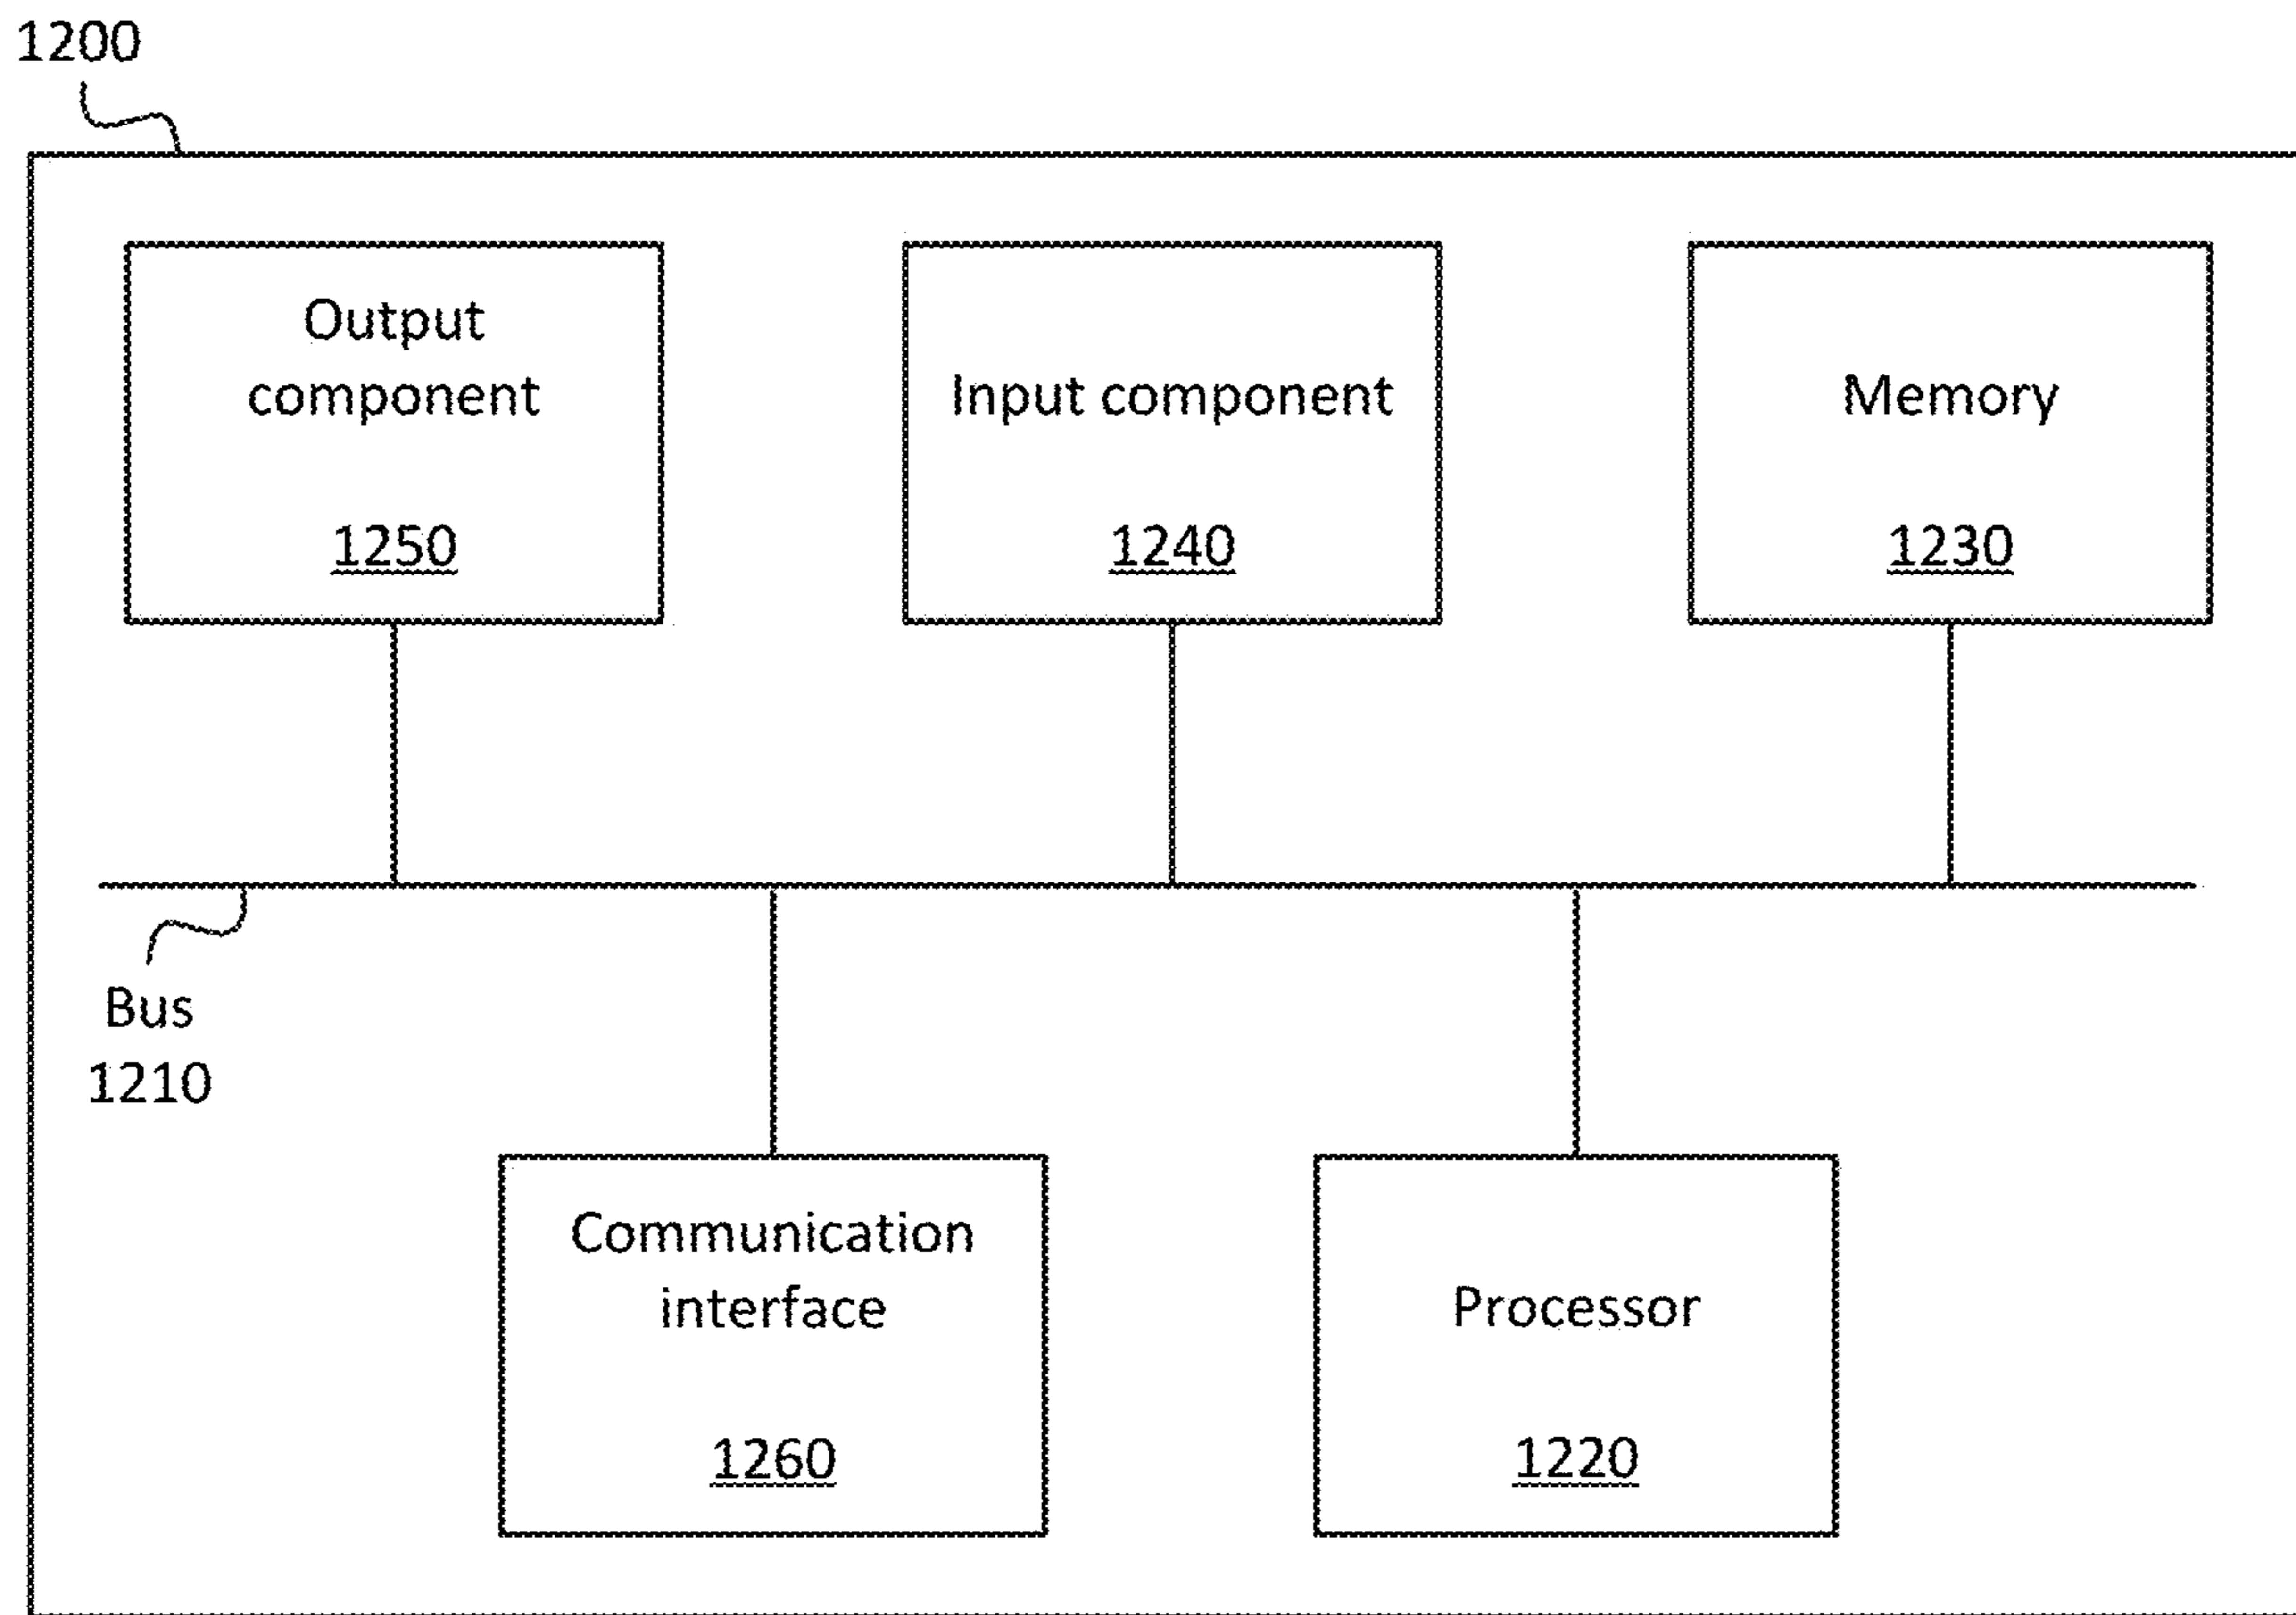 1200
Output
component
1250
Input component
1240
Memory
1230
Bus
1210
Communication
interface
1260
Processor
1220